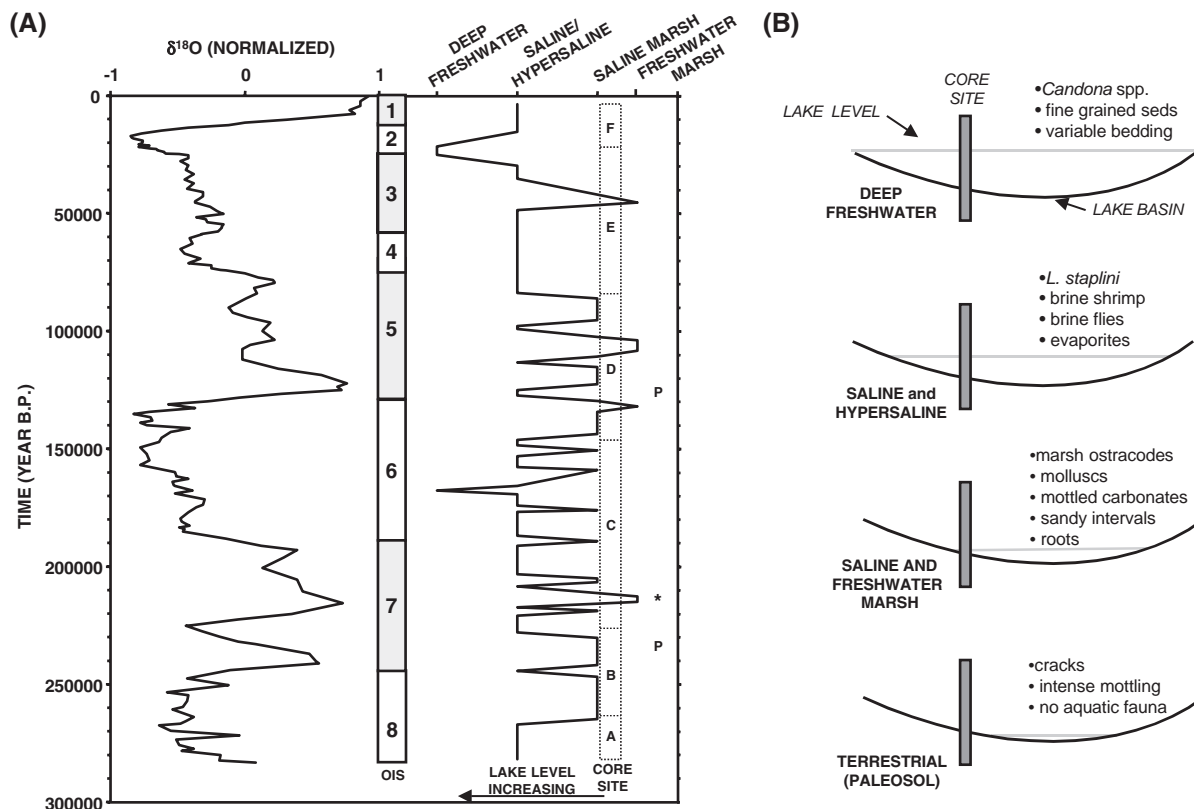 (A)
δ18O (NORMALIZED)
-1 0 1
DEEP
FRESHWATER
SALINE/
HYPERSALINE
SALINE MARSH
FRESHWATER
MARSH
TIME (YEAR B.P.)
0
50000
100000
150000
200000
250000
300000
1
2
3
4
5
6
7
8
OIS
F
E
D
C
B
A
P
*
P
LAKE LEVEL
INCREASING
CORE
SITE
(B)
CORE
SITE
LAKE LEVEL
•Candona spp.
• fine grained seds
• variable bedding
DEEP
FRESHWATER
LAKE BASIN
•L. staplini
• brine shrimp
• brine flies
• evaporites
SALINE and
HYPERSALINE
•marsh ostracodes
• molluscs
• mottled carbonates
• sandy intervals
• roots
SALINE AND
FRESHWATER
MARSH
•cracks
• intense mottling
• no aquatic fauna
TERRESTRIAL
(PALEOSOL)